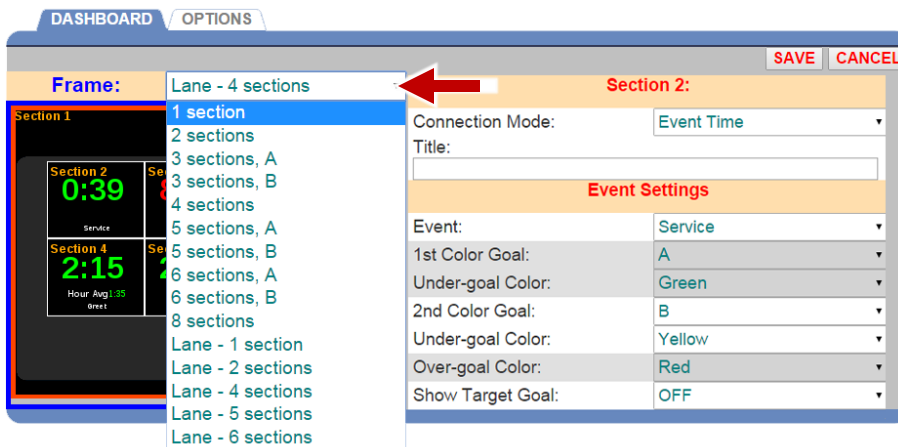 DASHBOARD OPTIONS
SAVE CANCEL
Frame: Lane - 4 sections Section 2:
Section 1
1 section
2 sections
3 sections, A
3 sections, B
4 sections
5 sections, A
5 sections, B
6 sections, A
6 sections, B
8 sections
Lane - 1 section
Lane - 2 sections
Lane - 4 sections
Lane - 5 sections
Lane - 6 sections
Section 2
0:39
Service
Section 4
2:15
Hour Avg 1:35
Greet
Connection Mode: Event Time
Title:
Event Settings
Event: Service
1st Color Goal: A
Under-goal Color: Green
2nd Color Goal: B
Under-goal Color: Yellow
Over-goal Color: Red
Show Target Goal: OFF